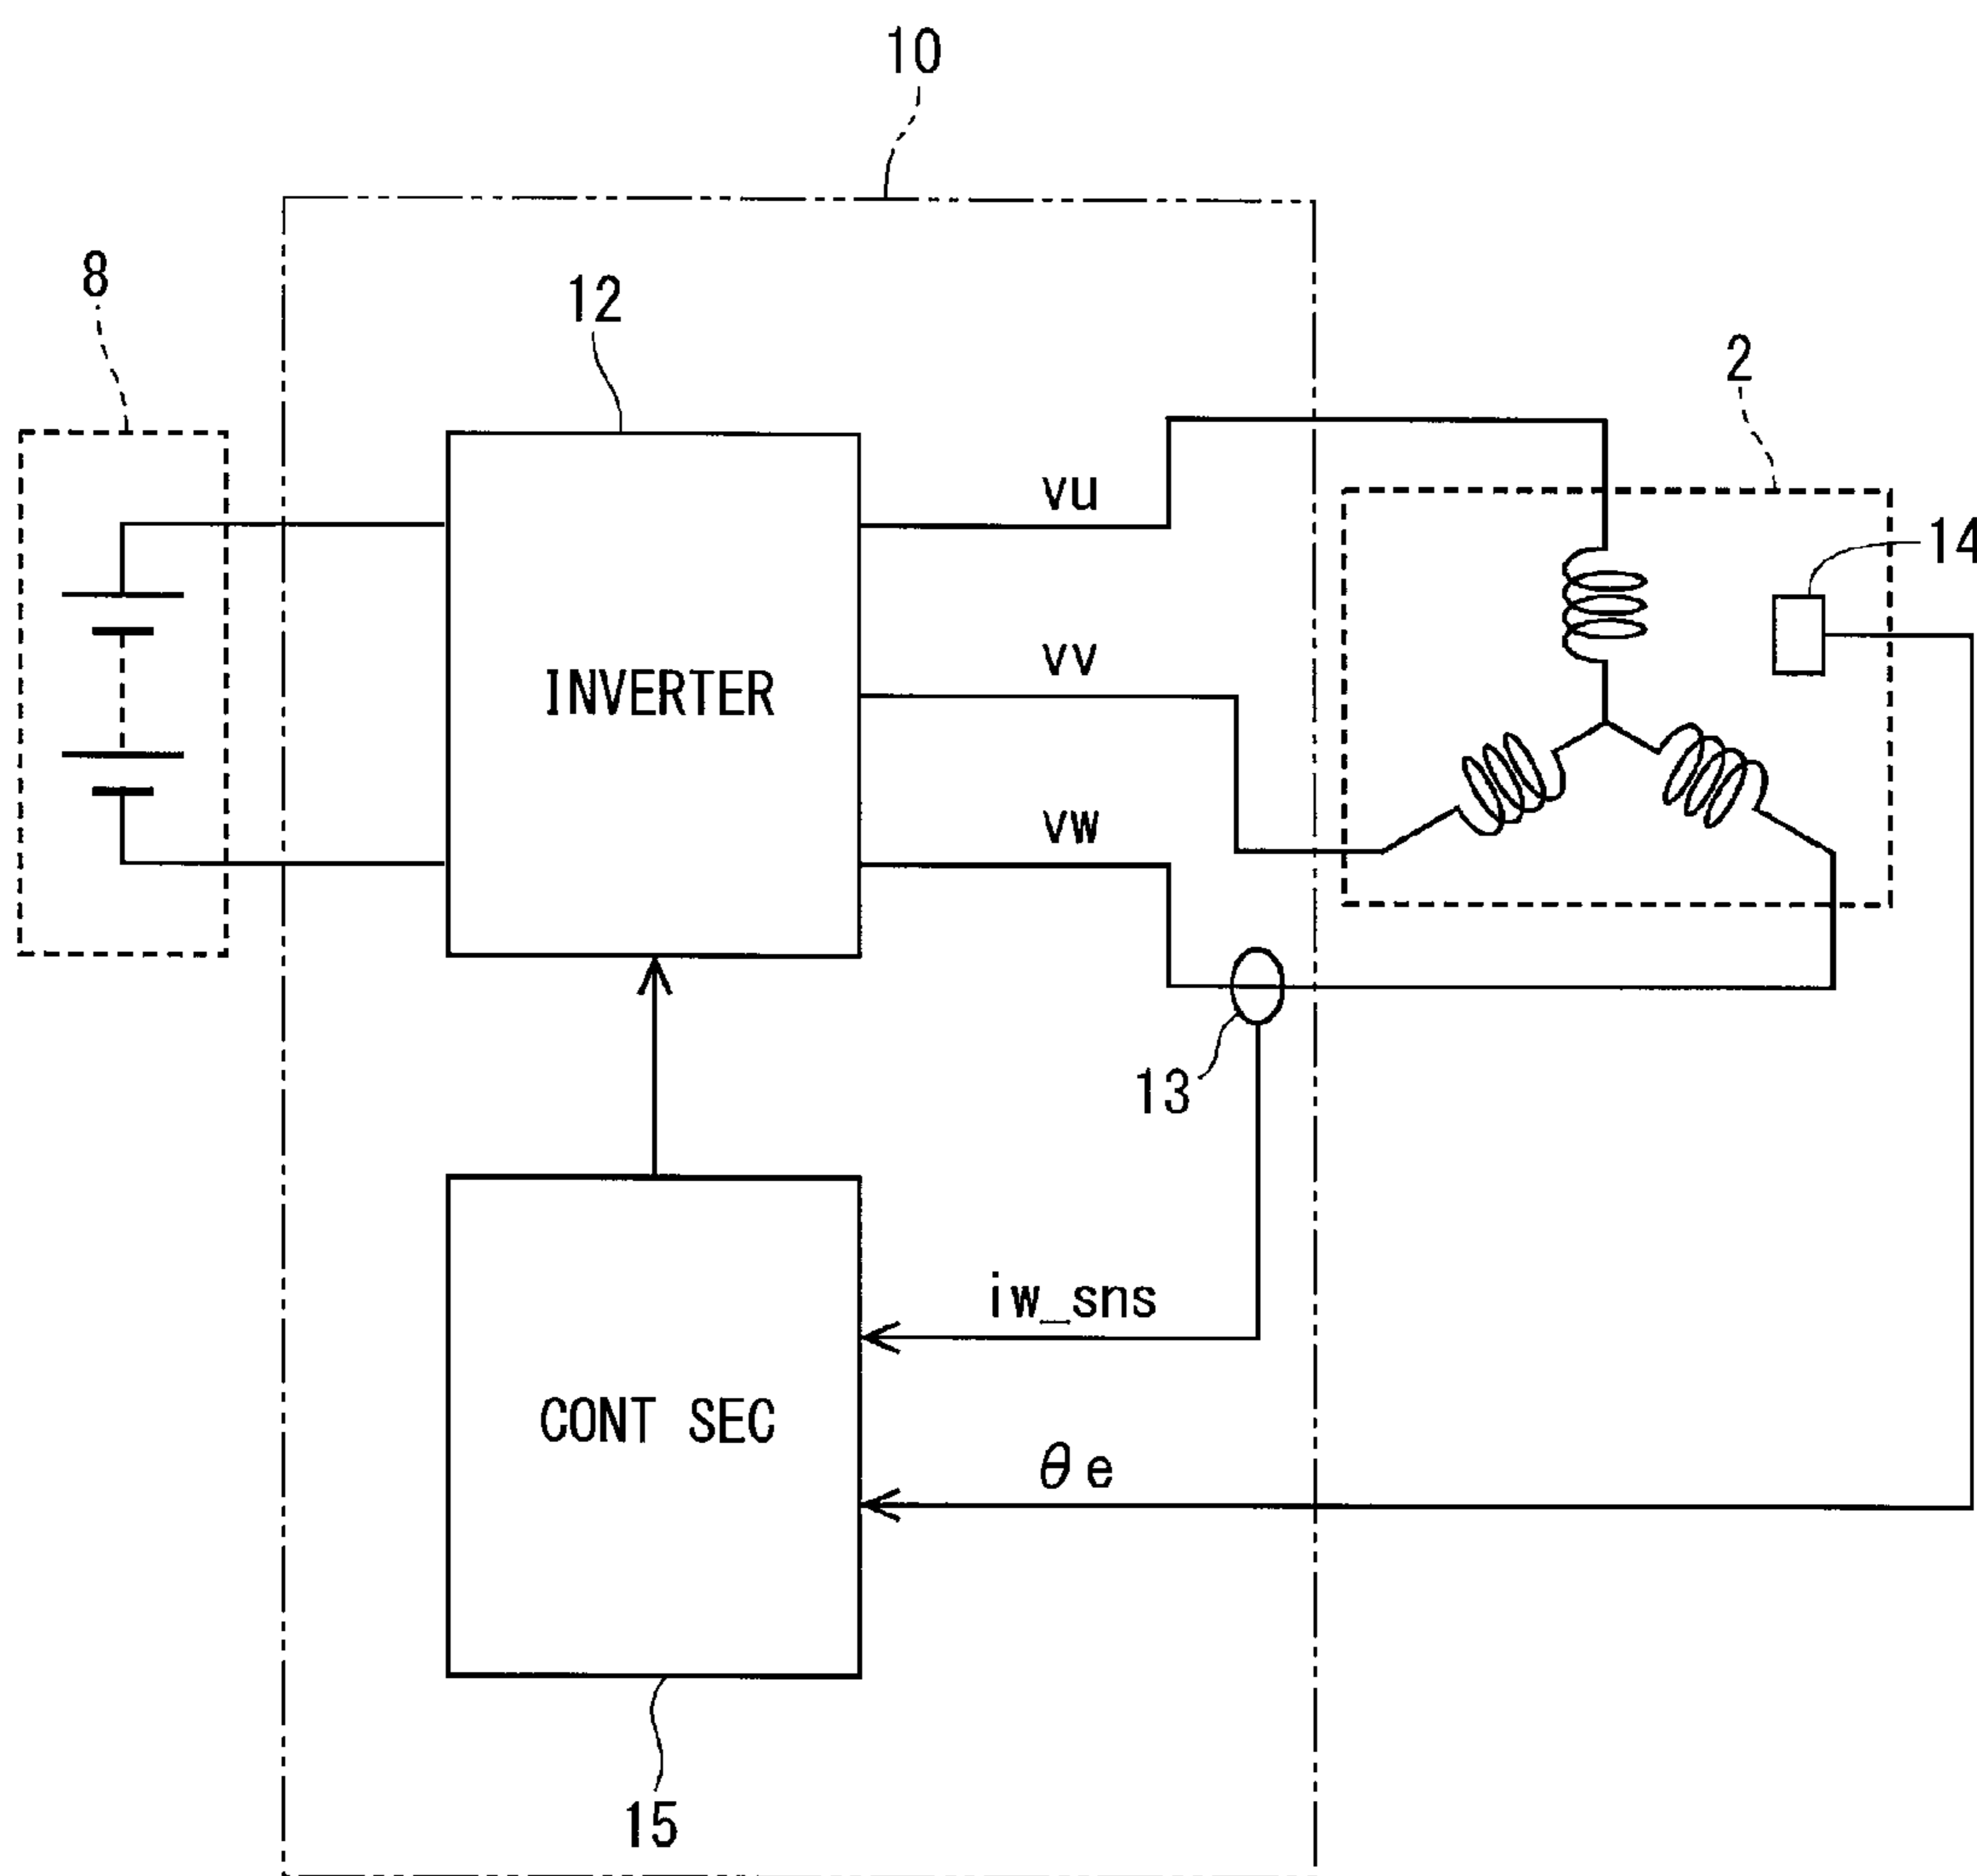 10
8
12
2
vu
14
vv
INVERTER
vw
13
iw_sns
CONT SEC
θe
15